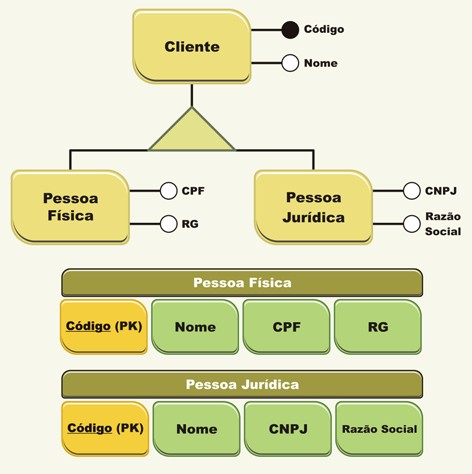 Cliente
Código
Nome
Pessoa
Física
CPF
RG
Pessoa
Jurídica
CNPJ
Razão
Social
Pessoa Física
Código (PK) Nome CPF RG
Pessoa Jurídica
Código (PK) Nome CNPJ Razão Social